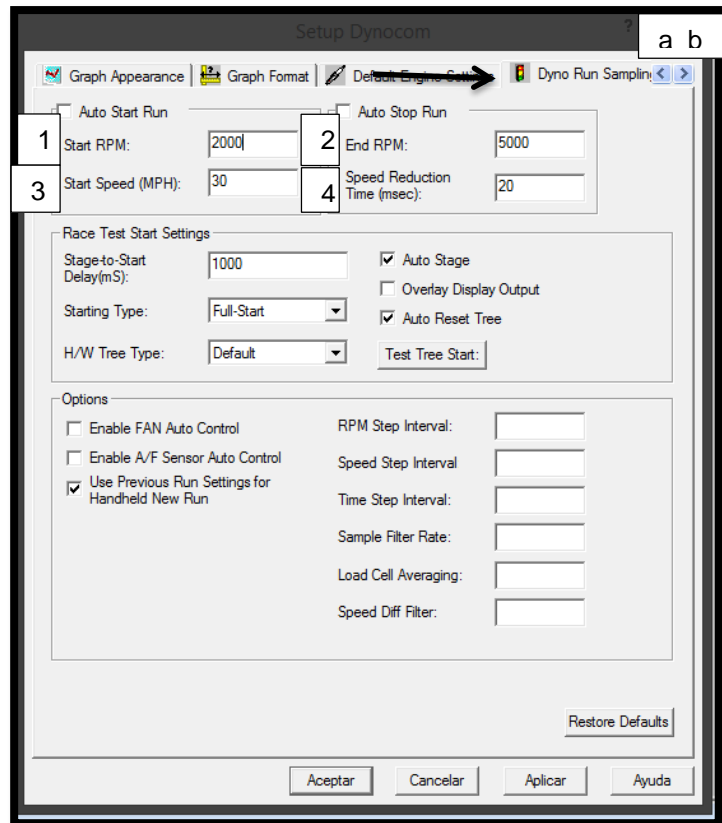 Setup Dynocom ?
a b
Graph Appearance Graph Format Default Engine Settings Dyno Run Sampling
Auto Start Run Auto Stop Run
1 Start RPM: 2000 2 End RPM: 5000
3 Start Speed (MPH): 30 4 Speed Reduction Time (msec): 20
Race Test Start Settings
Stage-to-Start Delay(mS): 1000 Auto Stage
Overlay Display Output
Starting Type: Full-Start Auto Reset Tree
H/W Tree Type: Default Test Tree Start:
Options
Enable FAN Auto Control RPM Step Interval:
Enable A/F Sensor Auto Control Speed Step Interval
Use Previous Run Settings for Handheld New Run Time Step Interval:
Sample Filter Rate:
Load Cell Averaging:
Speed Diff Filter:
Restore Defaults
Aceptar Cancelar Aplicar Ayuda